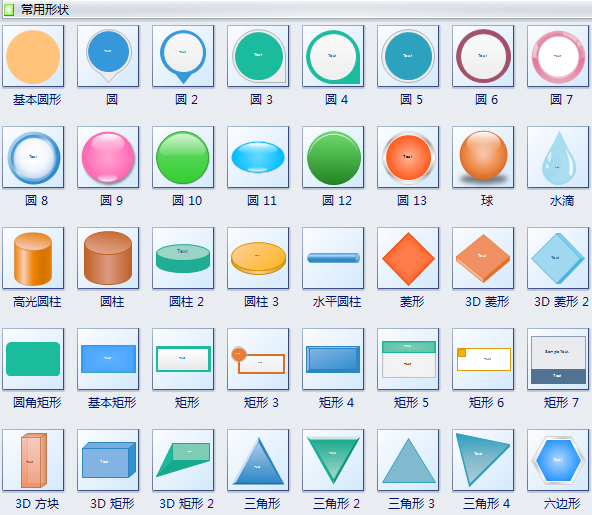 常用形状
基本圆形 圆 圆 2 圆 3 圆 4 圆 5 圆 6 圆 7
圆 8 圆 9 圆 10 圆 11 圆 12 圆 13 球 水滴
高光圆柱 圆柱 圆柱 2 圆柱 3 水平圆柱 菱形 3D 菱形 3D 菱形 2
Sample Text
Text
圆角矩形 基本矩形 矩形 矩形 3 矩形 4 矩形 5 矩形 6 矩形 7
3D 方块 3D 矩形 3D 矩形 2 三角形 三角形 2 三角形 3 三角形 4 六边形